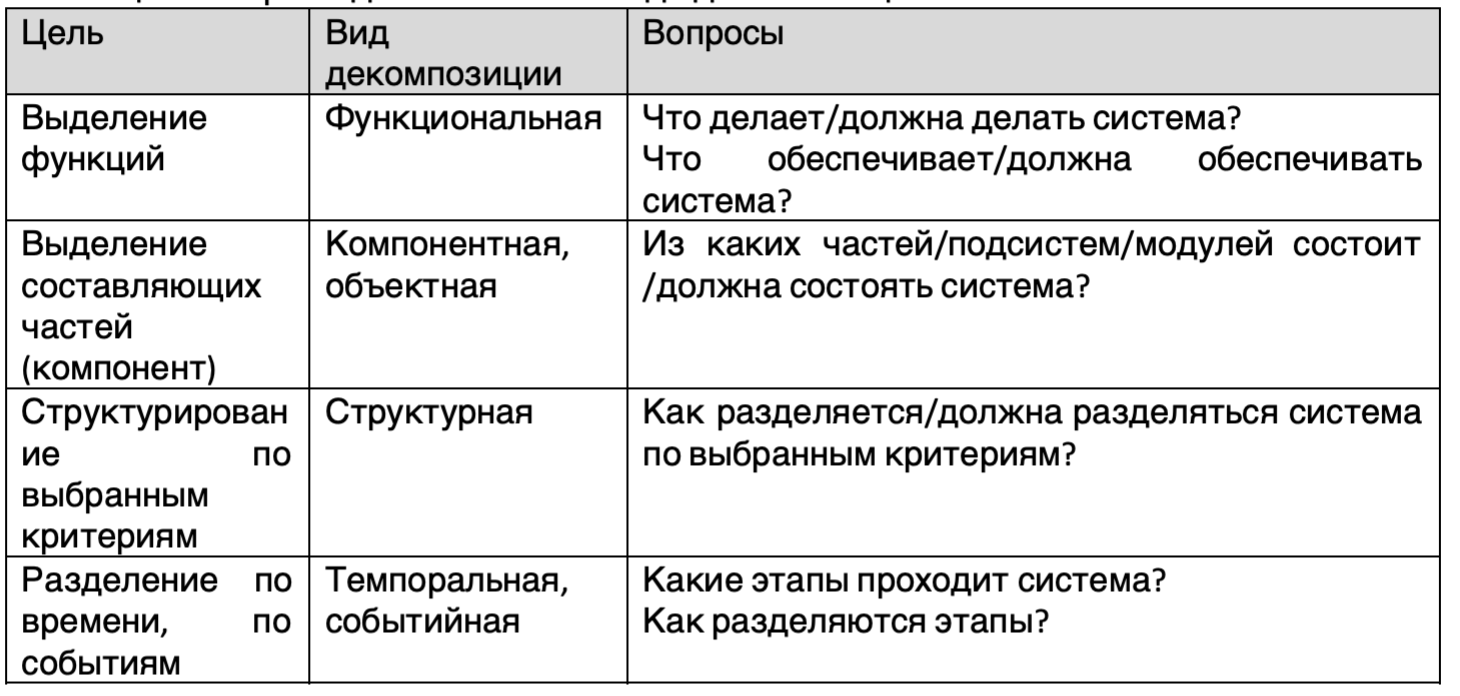 Цель
Вид
декомпозиции
Вопросы
Выделение
функций
Функциональная
Что делает/должна делать система?
Что обеспечивает/должна обеспечивать
система?
Выделение
составляющих
частей
(компонент)
Компонентная,
объектная
Из каких частей/подсистем/модулей состоит
/должна состоять система?
Структурирован
ие по
выбранным
критериям
Структурная
Как разделяется/должна разделяться система
по выбранным критериям?
Разделение по
времени, по
событиям
Темпоральная,
событийная
Какие этапы проходит система?
Как разделяются этапы?